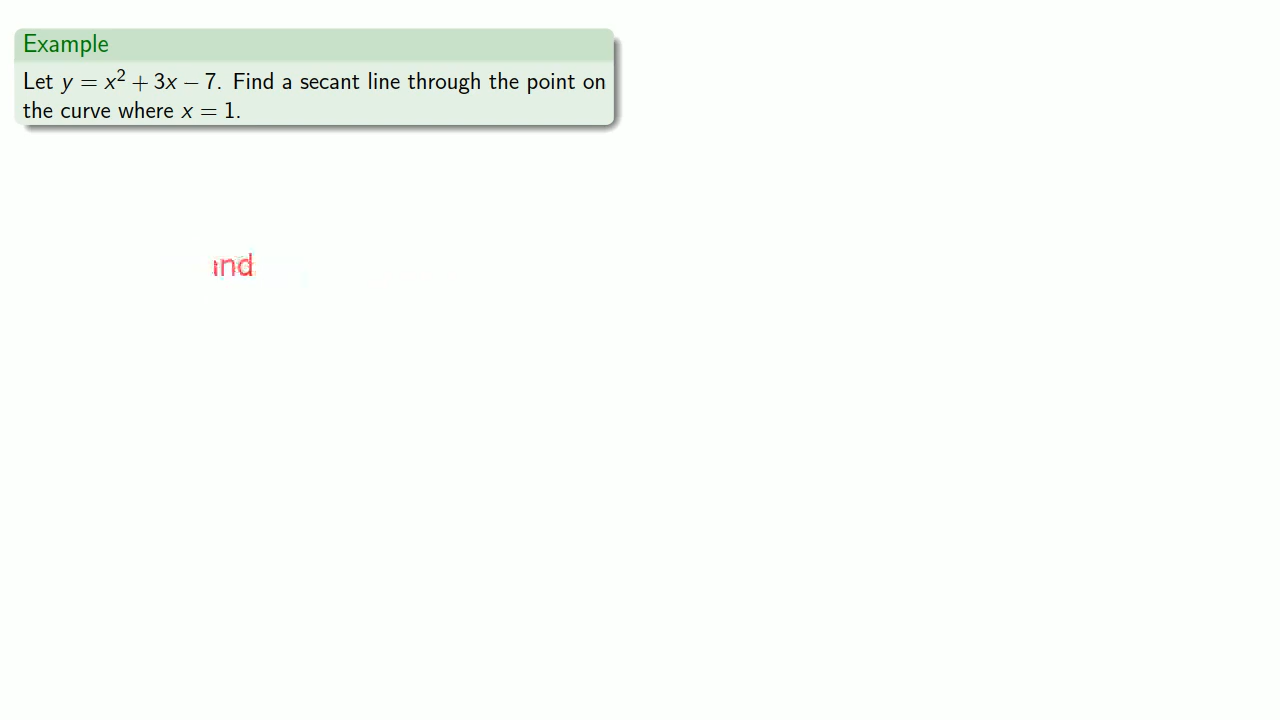 Example
Let y = x² + 3x − 7. Find a secant line through the point on
the curve where x = 1.